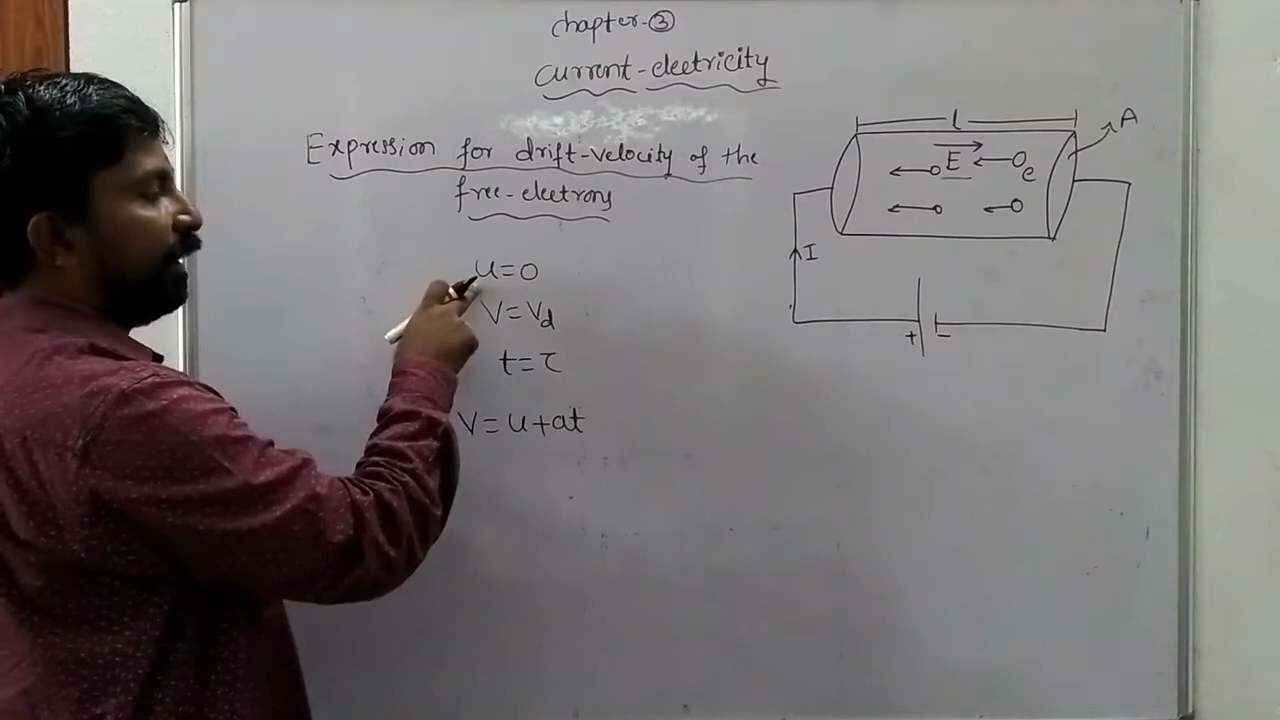 chapter-③
current-electricity
Expression for drift-velocity of the
free-electrons
u=0
V=Vd
t=τ
V=u+at
l
A
E
e
I
+ -